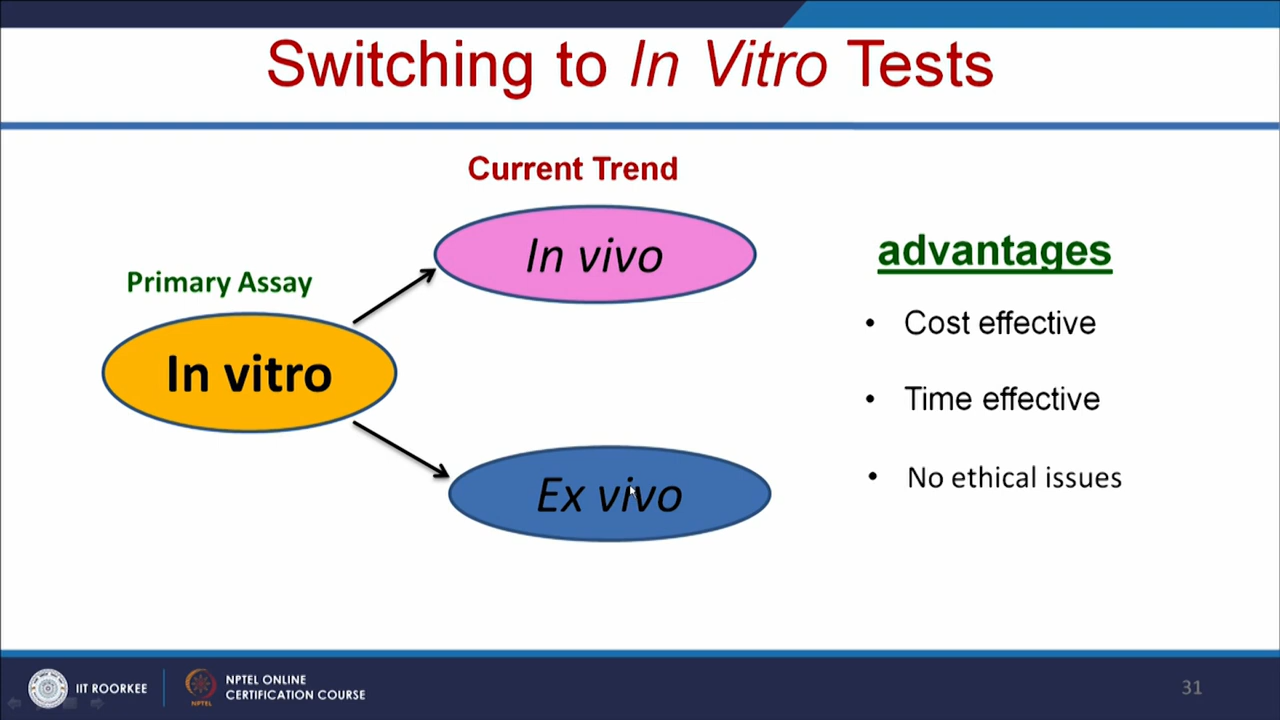 Switching to In Vitro Tests
Current Trend
In vivo
Primary Assay
In vitro
Ex vivo
advantages
• Cost effective
• Time effective
• No ethical issues
IIT ROORKEE
NPTEL
NPTEL ONLINE
CERTIFICATION COURSE
31